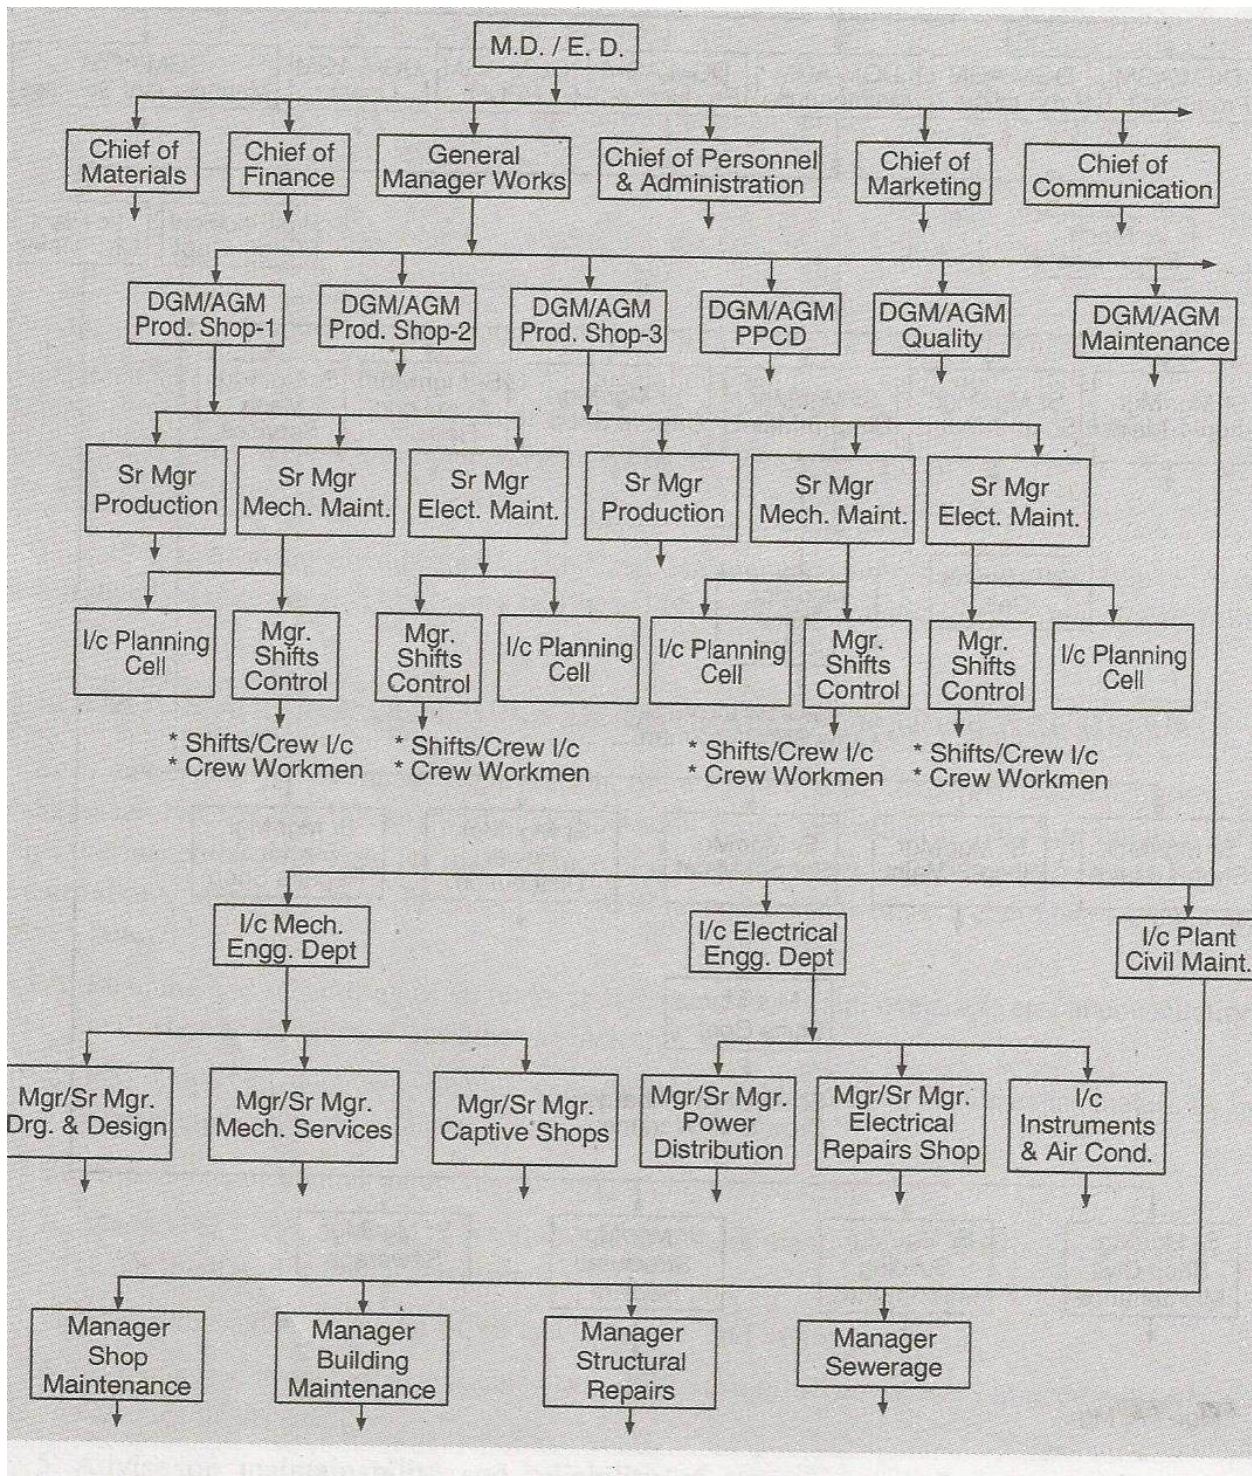 M.D. / E. D.
Chief of
Materials
Chief of
Finance
General
Manager Works
Chief of Personnel
& Administration
Chief of
Marketing
Chief of
Communication
DGM/AGM
Prod. Shop-1
DGM/AGM
Prod. Shop-2
DGM/AGM
Prod. Shop-3
DGM/AGM
PPCD
DGM/AGM
Quality
DGM/AGM
Maintenance
Sr Mgr
Production
Sr Mgr
Mech. Maint.
Sr Mgr
Elect. Maint.
Sr Mgr
Production
Sr Mgr
Mech. Maint.
Sr Mgr
Elect. Maint.
I/c Planning
Cell
Mgr.
Shifts
Control
Mgr.
Shifts
Control
I/c Planning
Cell
I/c Planning
Cell
Mgr.
Shifts
Control
Mgr.
Shifts
Control
I/c Planning
Cell
* Shifts/Crew I/c
* Crew Workmen
* Shifts/Crew I/c
* Crew Workmen
* Shifts/Crew I/c
* Crew Workmen
* Shifts/Crew I/c
* Crew Workmen
I/c Mech.
Engg. Dept
I/c Electrical
Engg. Dept
I/c Plant
Civil Maint.
Mgr/Sr Mgr.
Drg. & Design
Mgr/Sr Mgr.
Mech. Services
Mgr/Sr Mgr.
Captive Shops
Mgr/Sr Mgr.
Power
Distribution
Mgr/Sr Mgr.
Electrical
Repairs Shop
I/c
Instruments
& Air Cond.
Manager
Shop
Maintenance
Manager
Building
Maintenance
Manager
Structural
Repairs
Manager
Sewerage